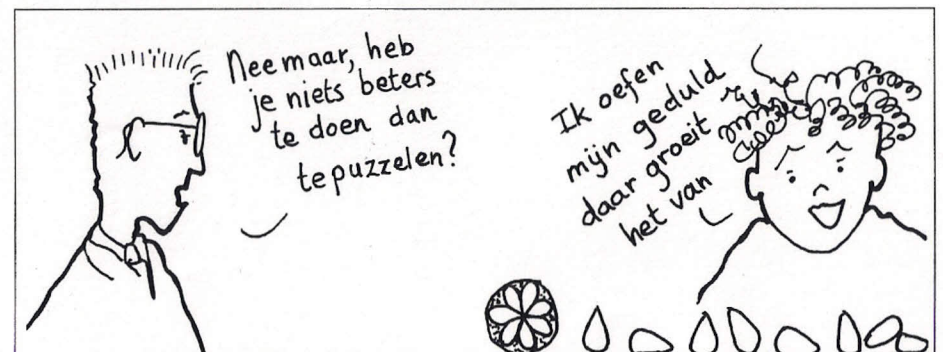 Nee maar, heb
je niets beters
te doen dan
te puzzelen?
Ik oefen
mijn geduld
daar groeit
het van